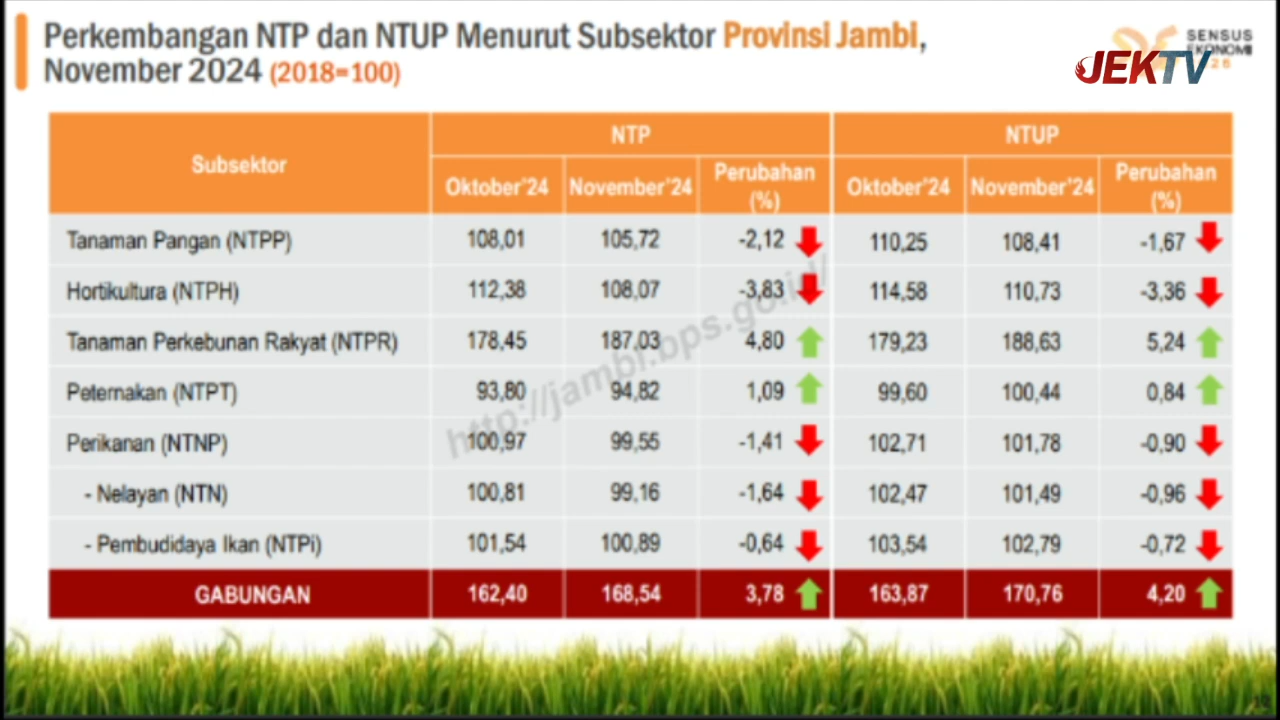 Perkembangan NTP dan NTUP Menurut Subsektor Provinsi Jambi,
November 2024 (2018=100)
SENSUS
EKONOMI
JEKTV
Subsektor NTP NTUP
Oktober'24 November'24 Perubahan (%) Oktober'24 November'24 Perubahan (%)
Tanaman Pangan (NTPP) 108,01 105,72 -2,12 110,25 108,41 -1,67
Hortikultura (NTPH) 112,38 108,07 -3,83 114,58 110,73 -3,36
Tanaman Perkebunan Rakyat (NTPR) 178,45 187,03 4,80 179,23 188,63 5,24
Peternakan (NTPT) 93,80 94,82 1,09 99,60 100,44 0,84
Perikanan (NTNP) 100,97 99,55 -1,41 102,71 101,78 -0,90
- Nelayan (NTN) 100,81 99,16 -1,64 102,47 101,49 -0,96
- Pembudidaya Ikan (NTPi) 101,54 100,89 -0,64 103,54 102,79 -0,72
GABUNGAN 162,40 168,54 3,78 163,87 170,76 4,20
http://jambi.bps.go.id/